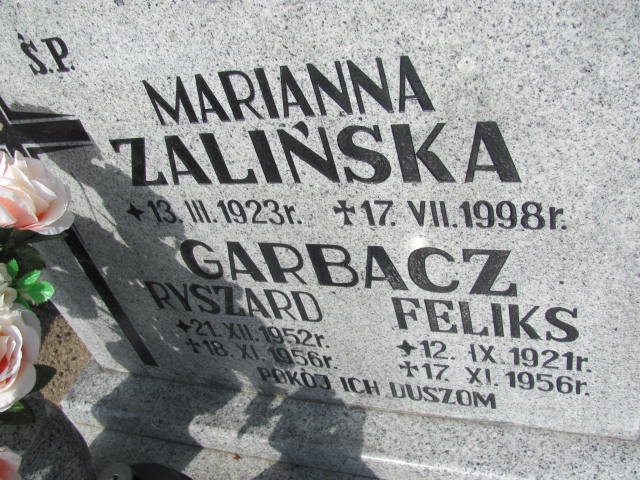 Ś.P.
MARIANNA
ZALIŃSKA
✦13. III. 1923r. ✝17. VII. 1998r.
GARBACZ
RYSZARD FELIKS
✦21. XII. 1952r. ✦12. IX. 1921r.
✝18. XI. 1956r. ✝17. XI. 1956r.
POKÓJ ICH DUSZOM